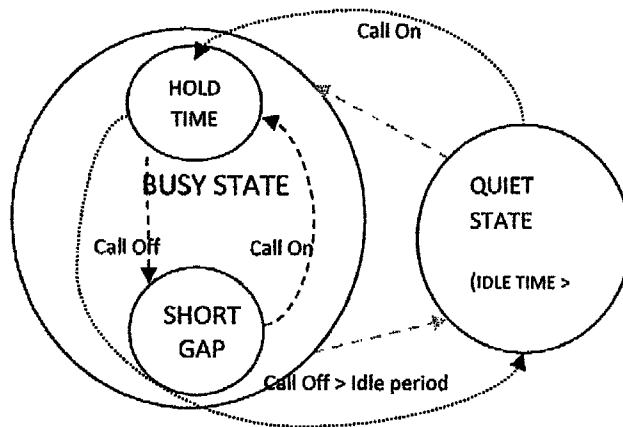 Call On
HOLD
TIME
BUSY STATE
QUIET
STATE
Call Off
Call On
(IDLE TIME >
SHORT
GAP
Call Off > Idle period